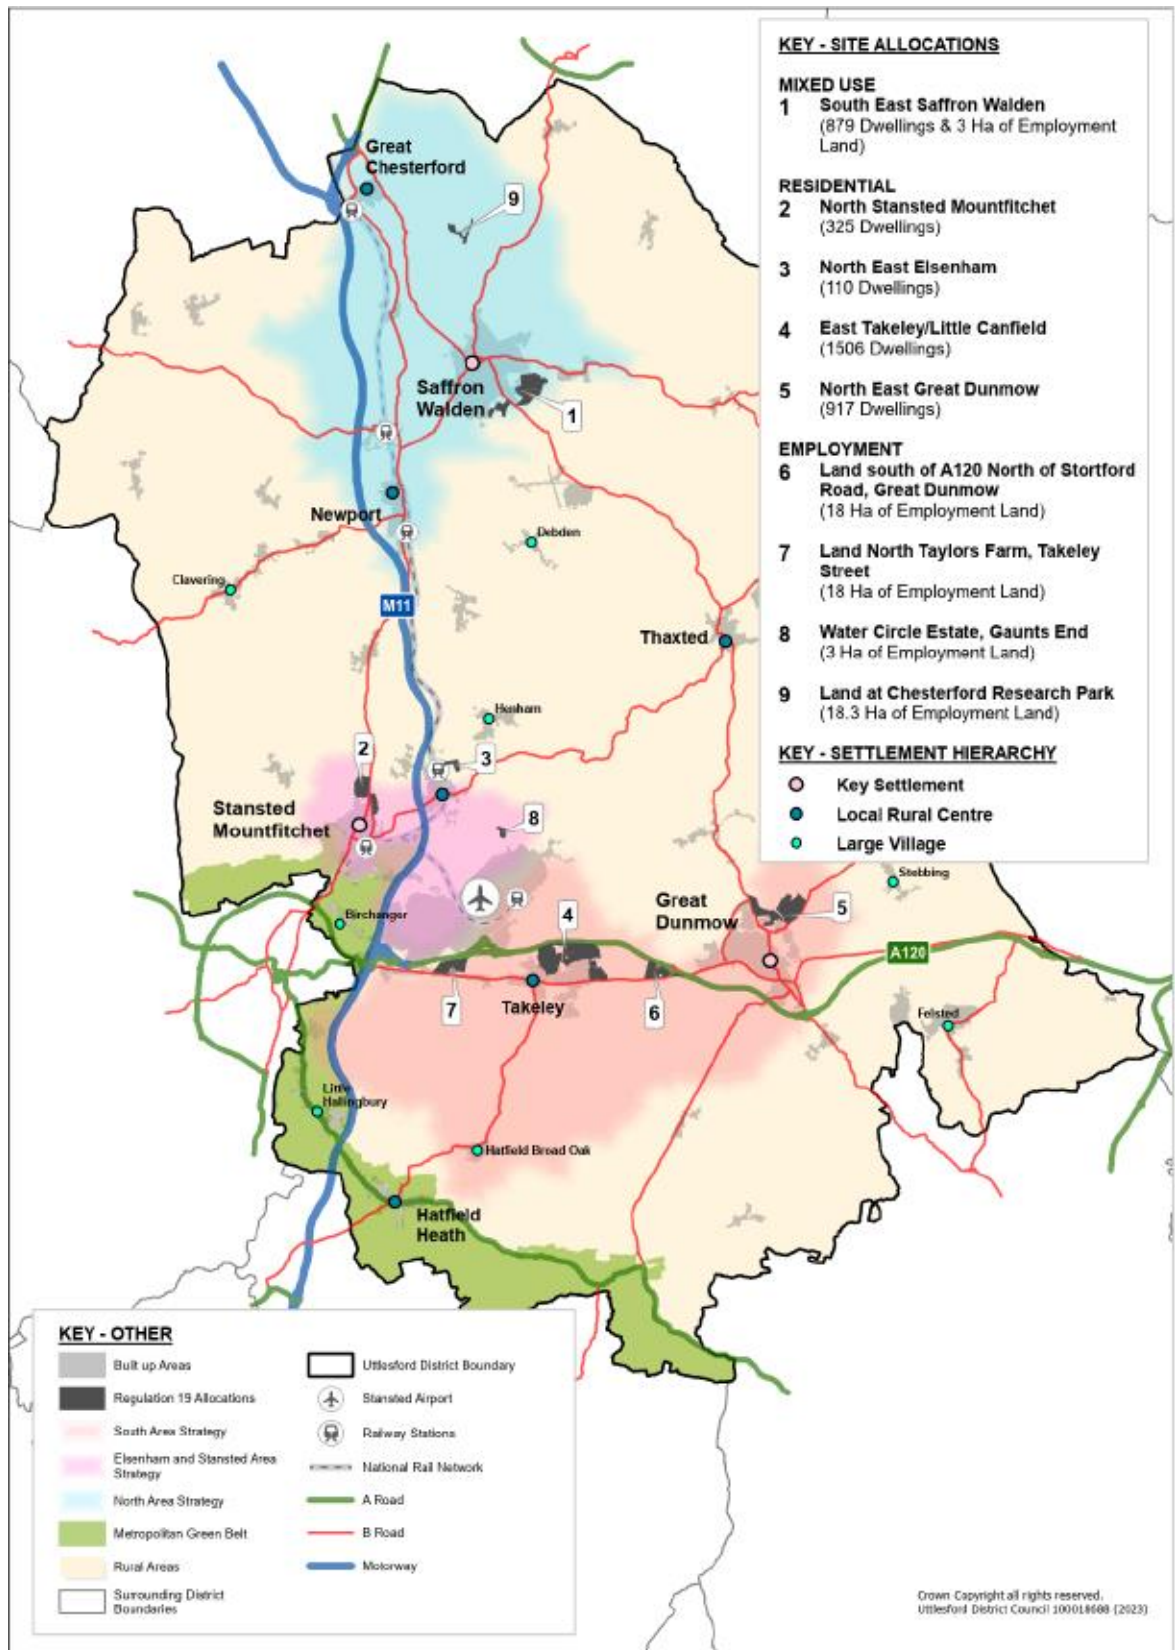 KEY - SITE ALLOCATIONS
MIXED USE
1 South East Saffron Walden
(879 Dwellings & 3 Ha of Employment
Land)
RESIDENTIAL
2 North Stansted Mountfitchet
(325 Dwellings)
3 North East Elsenham
(110 Dwellings)
4 East Takeley/Little Canfield
(1506 Dwellings)
5 North East Great Dunmow
(917 Dwellings)
EMPLOYMENT
6 Land south of A120 North of Stortford
Road, Great Dunmow
(18 Ha of Employment Land)
7 Land North Taylors Farm, Takeley
Street
(18 Ha of Employment Land)
8 Water Circle Estate, Gaunts End
(3 Ha of Employment Land)
9 Land at Chesterford Research Park
(18.3 Ha of Employment Land)
KEY - SETTLEMENT HIERARCHY
Key Settlement
Local Rural Centre
Large Village
Great
Chesterford
9
Saffron
Walden
1
Newport
Debden
Clavering
M11
Thaxted
Henham
2
3
Stansted
Mountfitchet
8
Stebbing
Great
Dunmow
5
Birchanger
4
A120
7
Takeley
6
Felsted
Little
Hallingbury
Hatfield Broad Oak
Hatfield
Heath
KEY - OTHER
Built up Areas
Regulation 19 Allocations
South Area Strategy
Elsenham and Stansted Area
Strategy
North Area Strategy
Metropolitan Green Belt
Rural Areas
Surrounding District
Boundaries
Uttlesford District Boundary
Stansted Airport
Railway Stations
National Rail Network
A Road
B Road
Motorway
Crown Copyright all rights reserved.
Uttlesford District Council 100018688 (2023)